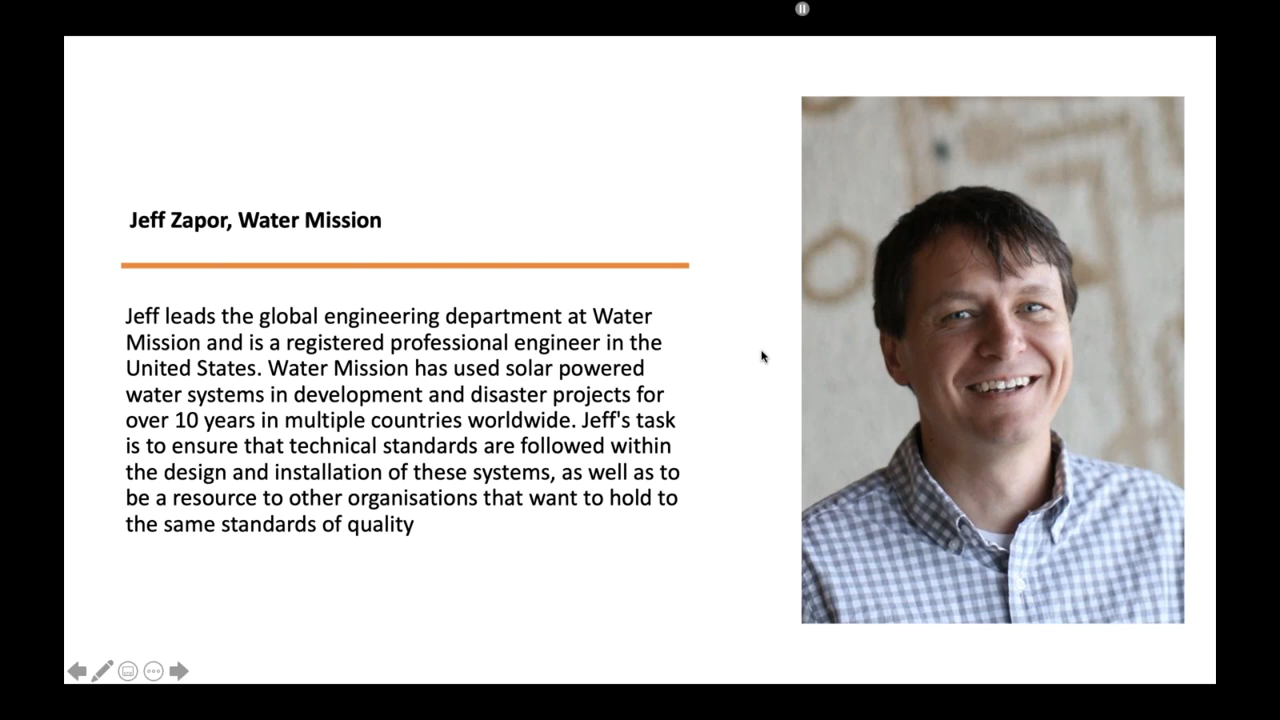 Jeff Zapor, Water Mission
Jeff leads the global engineering department at Water
Mission and is a registered professional engineer in the
United States. Water Mission has used solar powered
water systems in development and disaster projects for
over 10 years in multiple countries worldwide. Jeff's task
is to ensure that technical standards are followed within
the design and installation of these systems, as well as to
be a resource to other organisations that want to hold to
the same standards of quality